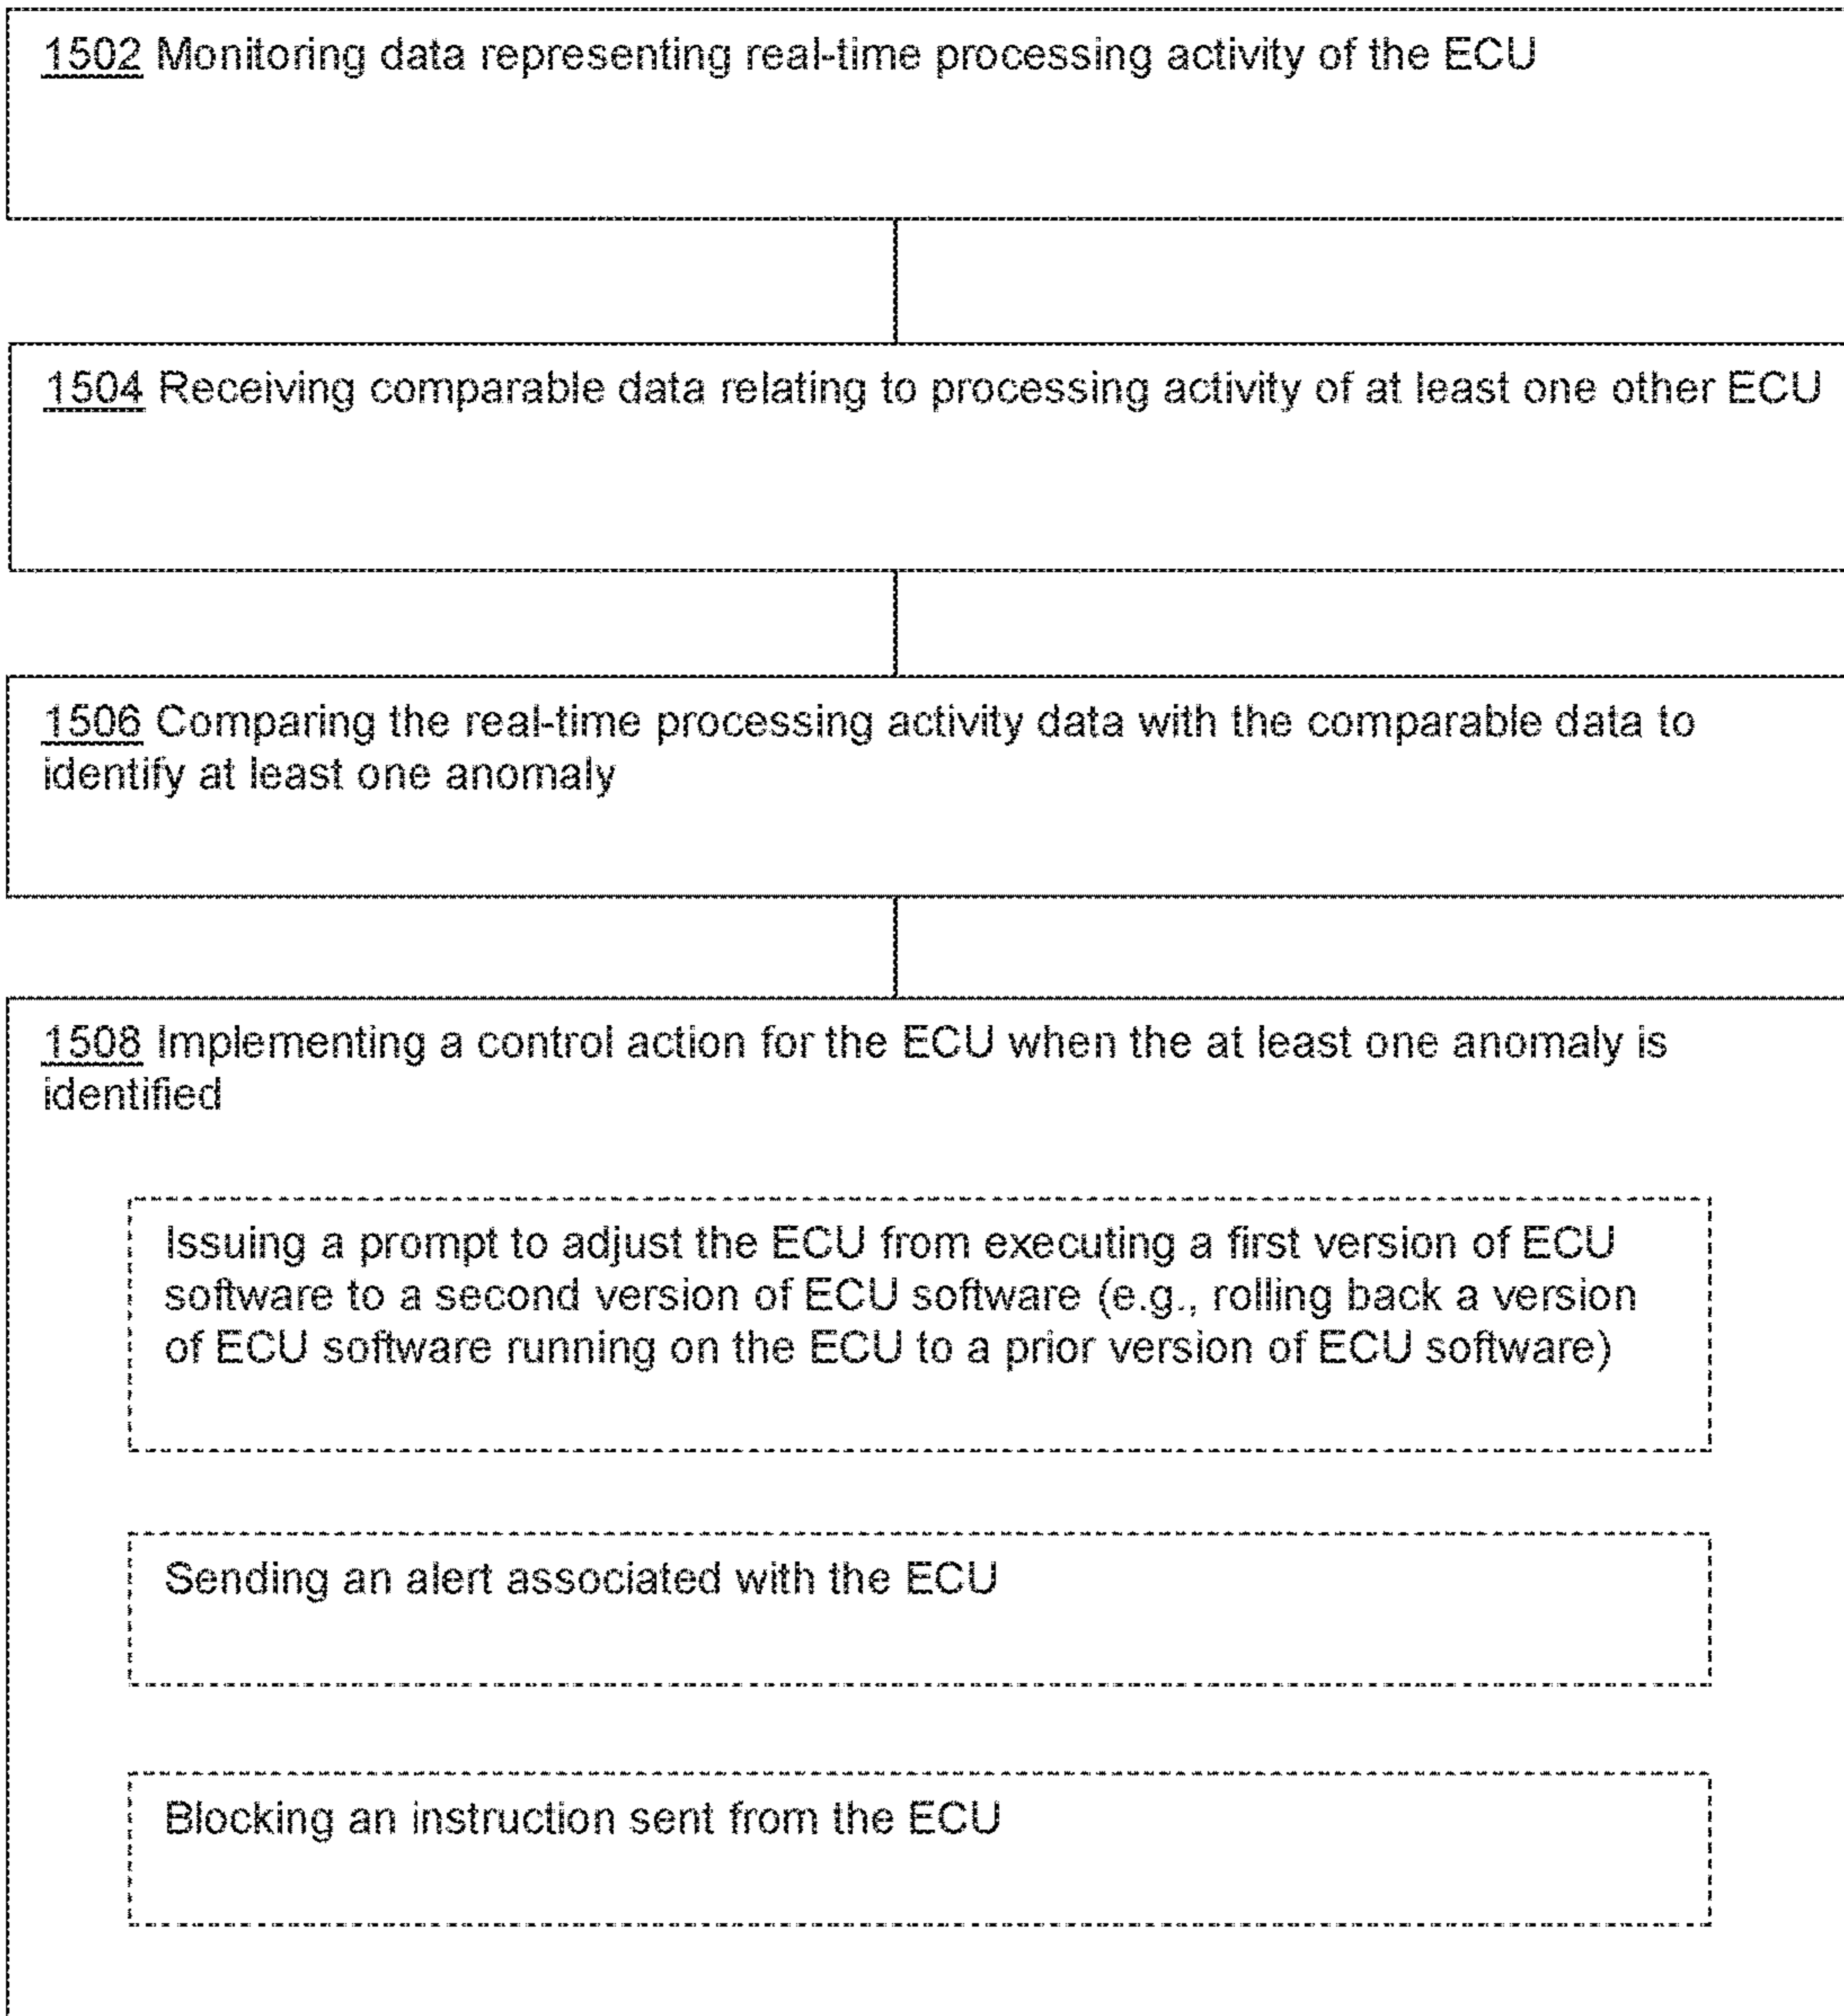 1502 Monitoring data representing real-time processing activity of the ECU
1504 Receiving comparable data relating to processing activity of at least one other ECU
1506 Comparing the real-time processing activity data with the comparable data to
identify at least one anomaly
1508 Implementing a control action for the ECU when the at least one anomaly is
identified
Issuing a prompt to adjust the ECU from executing a first version of ECU
software to a second version of ECU software (e.g., rolling back a version
of ECU software running on the ECU to a prior version of ECU software)
Sending an alert associated with the ECU
Blocking an instruction sent from the ECU